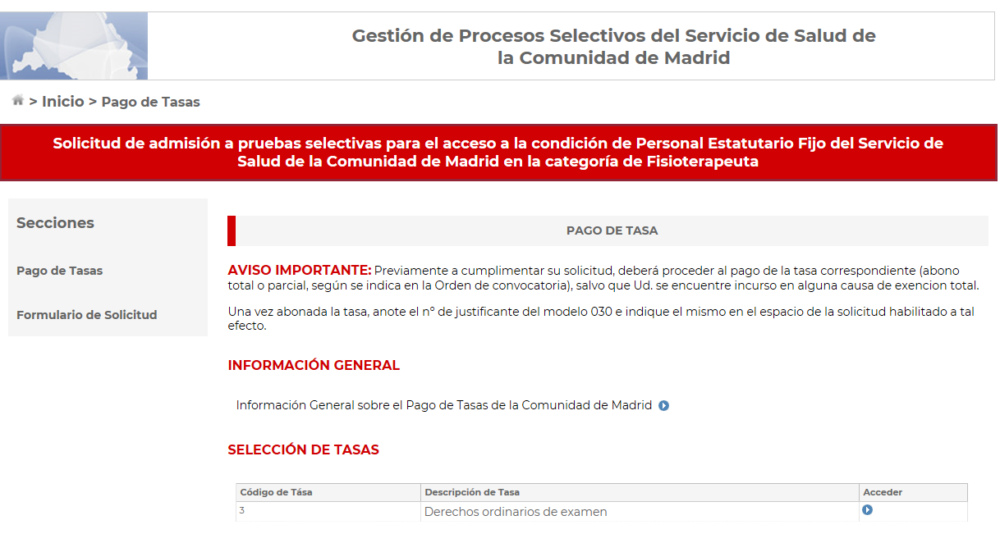 Gestión de Procesos Selectivos del Servicio de Salud de
la Comunidad de Madrid
> Inicio > Pago de Tasas
Solicitud de admisión a pruebas selectivas para el acceso a la condición de Personal Estatutario Fijo del Servicio de
Salud de la Comunidad de Madrid en la categoría de Fisioterapeuta
Secciones
Pago de Tasas
Formulario de Solicitud
PAGO DE TASA
AVISO IMPORTANTE: Previamente a cumplimentar su solicitud, deberá proceder al pago de la tasa correspondiente (abono
total o parcial, según se indica en la Orden de convocatoria), salvo que Ud. se encuentre incurso en alguna causa de exencion total.
Una vez abonada la tasa, anote el nº de justificante del modelo 030 e indique el mismo en el espacio de la solicitud habilitado a tal
efecto.
INFORMACIÓN GENERAL
Información General sobre el Pago de Tasas de la Comunidad de Madrid
SELECCIÓN DE TASAS
Código de Tása Descripción de Tasa Acceder
3 Derechos ordinarios de examen